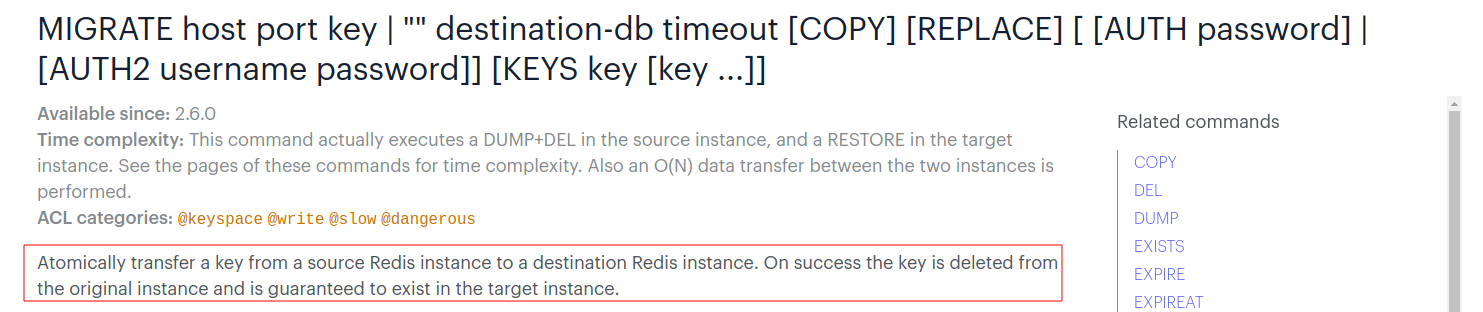 MIGRATE host port key | "" destination-db timeout [COPY] [REPLACE] [ [AUTH password] |
[AUTH2 username password]] [KEYS key [key ...]]
Available since: 2.6.0
Time complexity: This command actually executes a DUMP+DEL in the source instance, and a RESTORE in the target
instance. See the pages of these commands for time complexity. Also an O(N) data transfer between the two instances is
performed.
ACL categories: @keyspace @write @slow @dangerous
Atomically transfer a key from a source Redis instance to a destination Redis instance. On success the key is deleted from
the original instance and is guaranteed to exist in the target instance.
Related commands
COPY
DEL
DUMP
EXISTS
EXPIRE
EXPIREAT